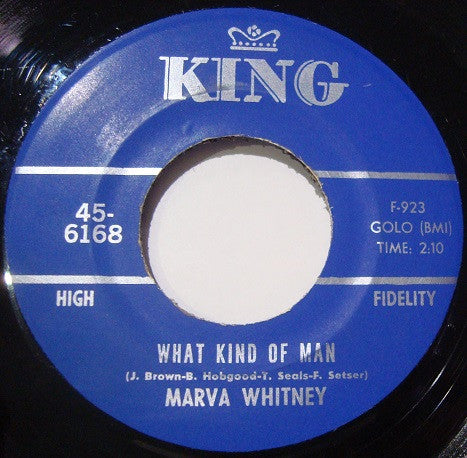 KING
45-
6168
F-923
GOLO (BMI)
TIME: 2:10
HIGH
FIDELITY
WHAT KIND OF MAN
(J. Brown-B. Hobgood-T. Seals-F. Setser)
MARVA WHITNEY